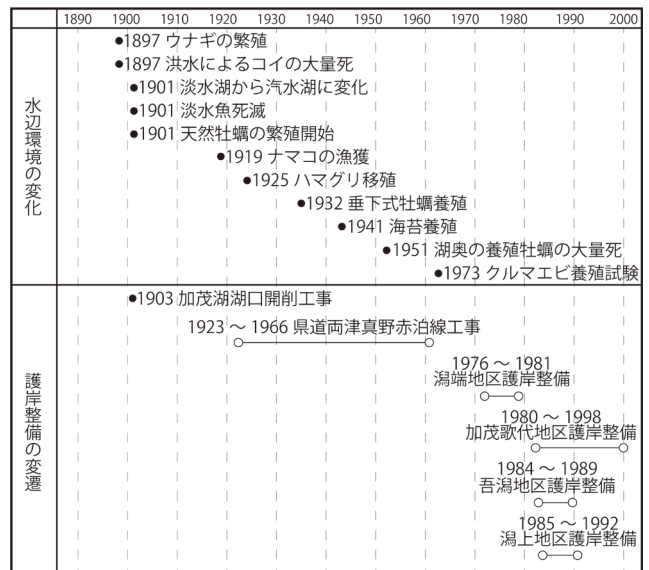 1890 1900 1910 1920 1930 1940 1950 1960 1970 1980 1990 2000
水辺環境の変化
●1897 ウナギの繁殖
●1897 洪水によるコイの大量死
●1901 淡水湖から汽水湖に変化
●1901 淡水魚死滅
●1901 天然牡蠣の繁殖開始
●1919 ナマコの漁獲
●1925 ハマグリ移殖
●1932 垂下式牡蠣養殖
●1941 海苔養殖
●1951 湖奥の養殖牡蠣の大量死
●1973 クルマエビ養殖試験
護岸整備の変遷
●1903 加茂湖湖口開削工事
1923 ～ 1966 県道両津真野赤泊線工事
1976 ～ 1981
潟端地区護岸整備
1980 ～ 1998
加茂歌代地区護岸整備
1984 ～ 1989
吾潟地区護岸整備
1985 ～ 1992
潟上地区護岸整備